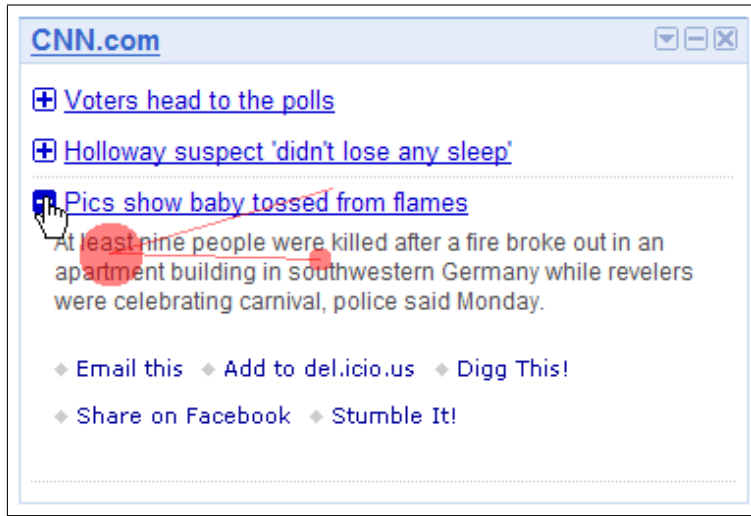 CNN.com
Voters head to the polls
Holloway suspect 'didn't lose any sleep'
Pics show baby tossed from flames
At least nine people were killed after a fire broke out in an
apartment building in southwestern Germany while revelers
were celebrating carnival, police said Monday.
Email this Add to del.icio.us Digg This!
Share on Facebook Stumble It!